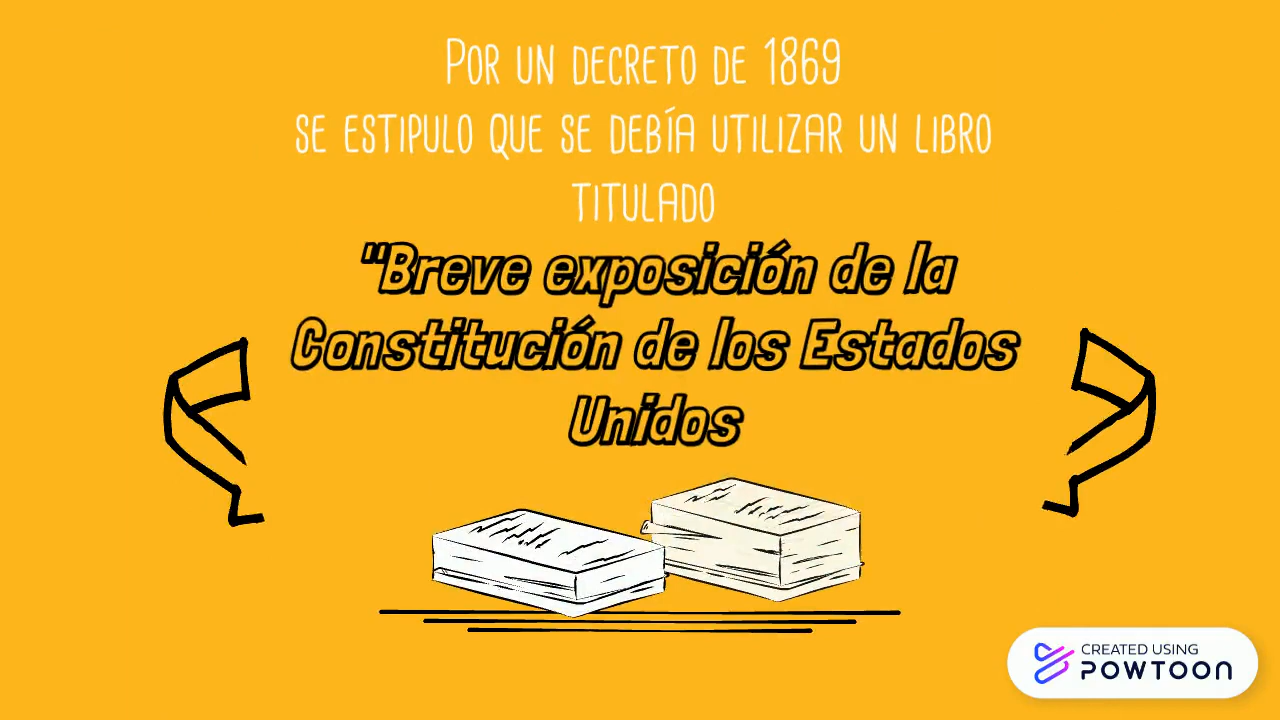 POR UN DECRETO DE 1869
SE ESTIPULO QUE SE DEBÍA UTILIZAR UN LIBRO
TITULADO
"Breve exposición de la
Constitución de los Estados
Unidos
CREATED USING
POWTOON